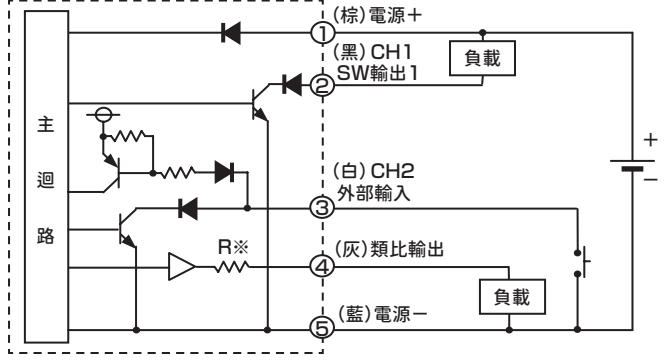 (棕)電源+
①
(黑)CH1
SW輸出1
②
負載
主
迴
路
+
−
(白)CH2
外部輸入
③
R※
(灰)類比輸出
④
負載
(藍)電源−
⑤